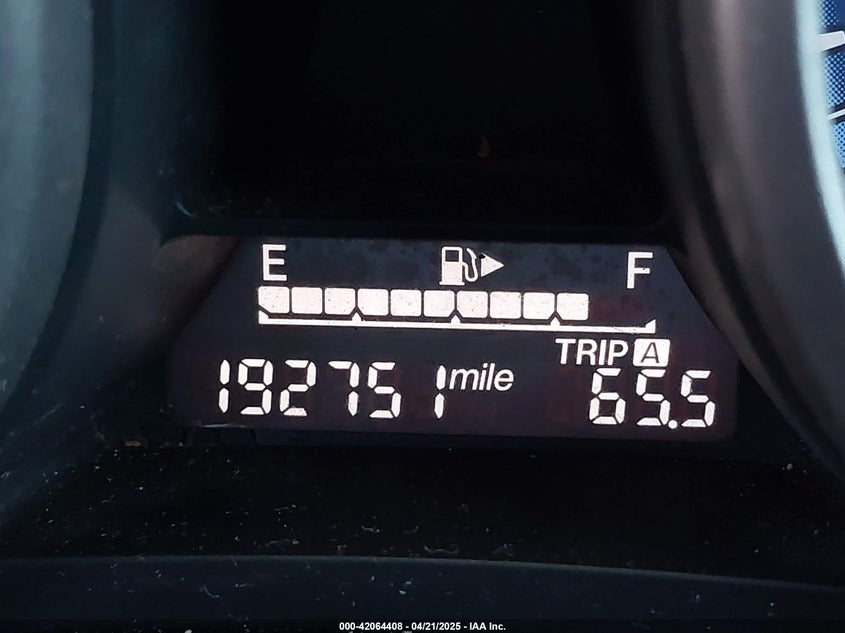 E F
TRIP A
192751 mile 65.5
000-42064408 - 04/21/2025 - IAA Inc.